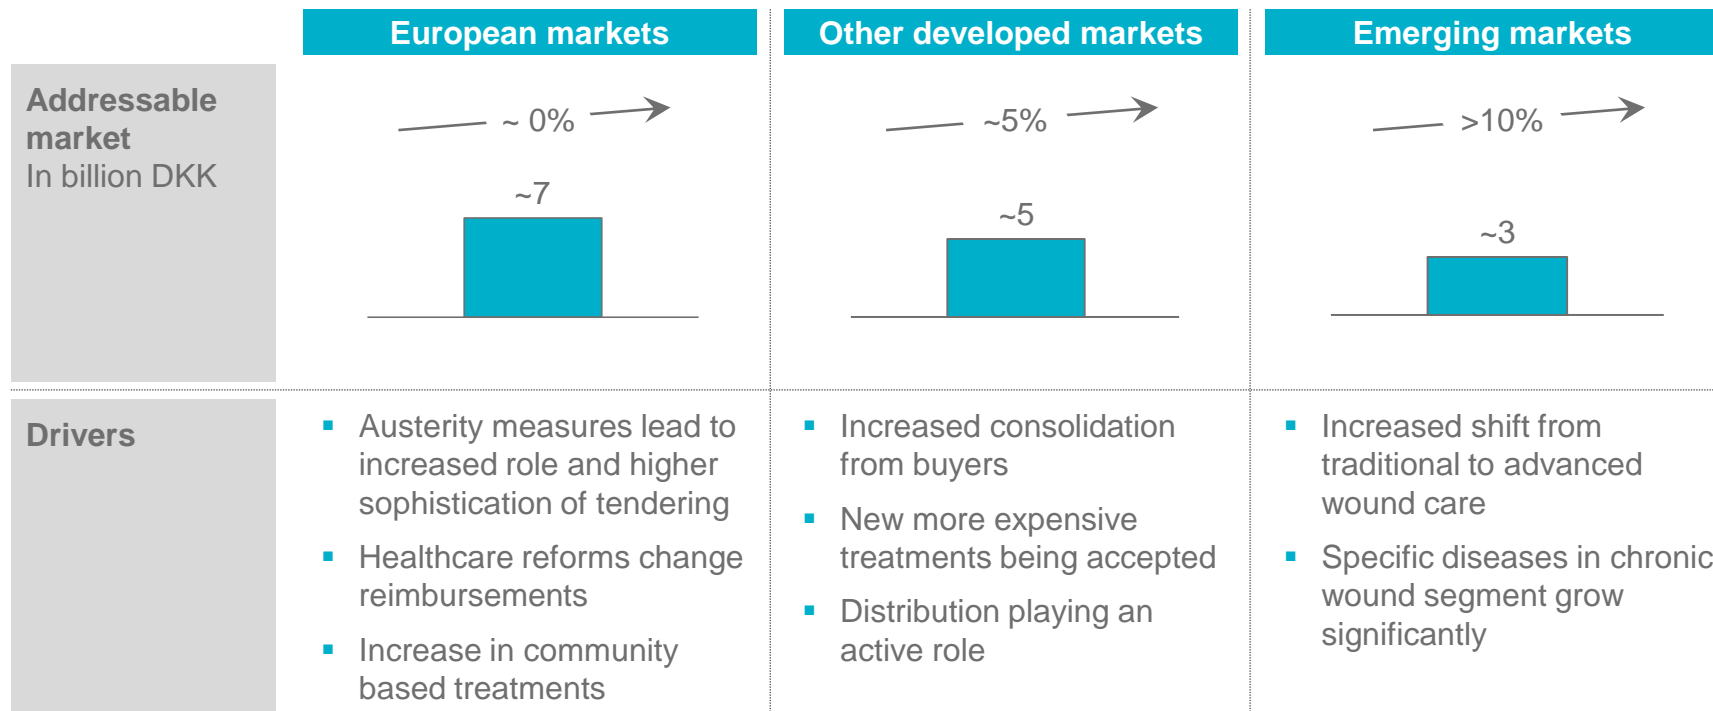 European markets
Other developed markets
Emerging markets
Addressable
market
In billion DKK
~ 0%
~5%
>10%
~7
~5
~3
Drivers
▪ Austerity measures lead to
increased role and higher
sophistication of tendering
▪ Healthcare reforms change
reimbursements
▪ Increase in community
based treatments
▪ Increased consolidation
from buyers
▪ New more expensive
treatments being accepted
▪ Distribution playing an
active role
▪ Increased shift from
traditional to advanced
wound care
▪ Specific diseases in chronic
wound segment grow
significantly